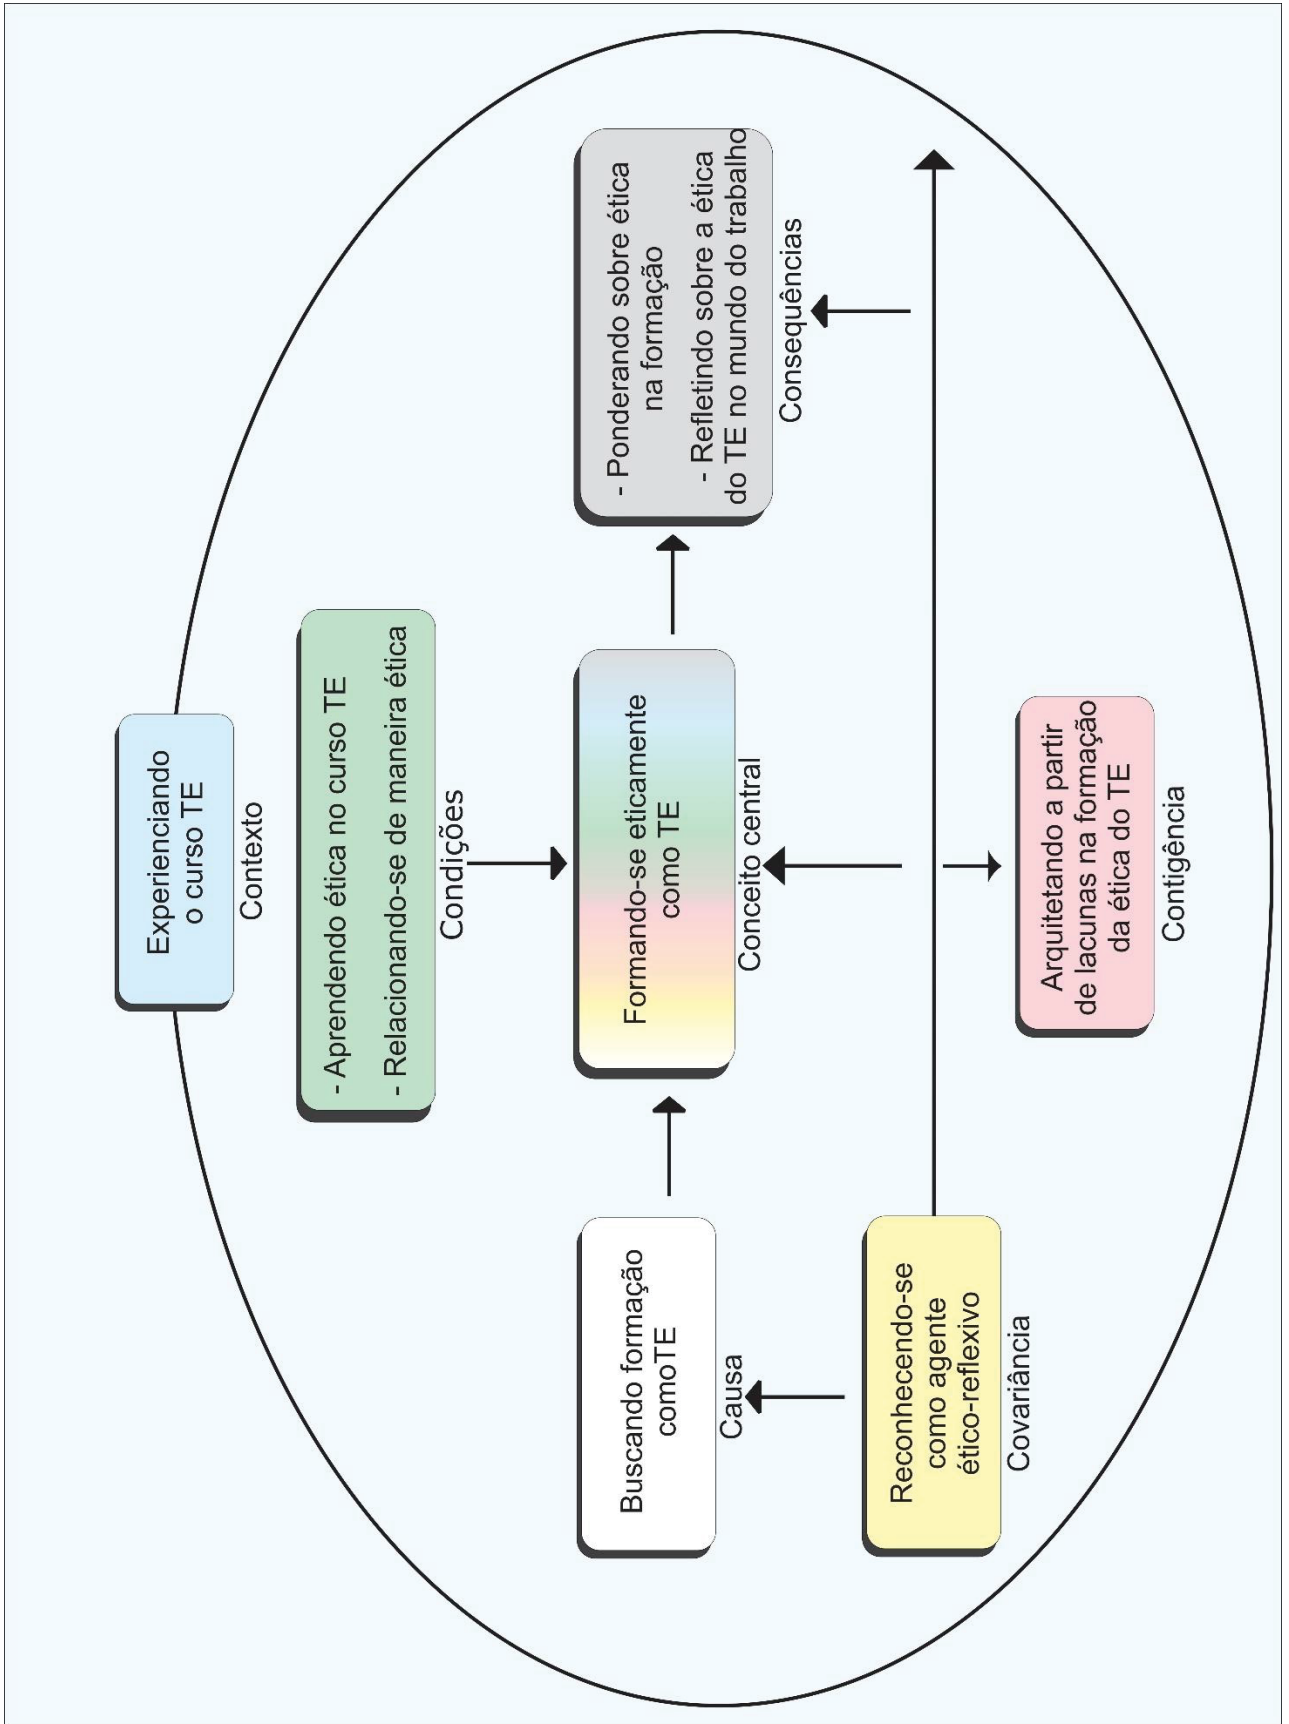 Experienciando
o curso TE
Contexto
- Aprendendo ética no curso TE
- Relacionando-se de maneira ética
Condições
Buscando formação
comoTE
Causa
Formando-se eticamente
como TE
Conceito central
- Ponderando sobre ética
na formação
- Refletindo sobre a ética
do TE no mundo do trabalho
Consequências
Reconhecendo-se
como agente
ético-reflexivo
Covariância
Arquitetando a partir
de lacunas na formação
da ética do TE
Contigência